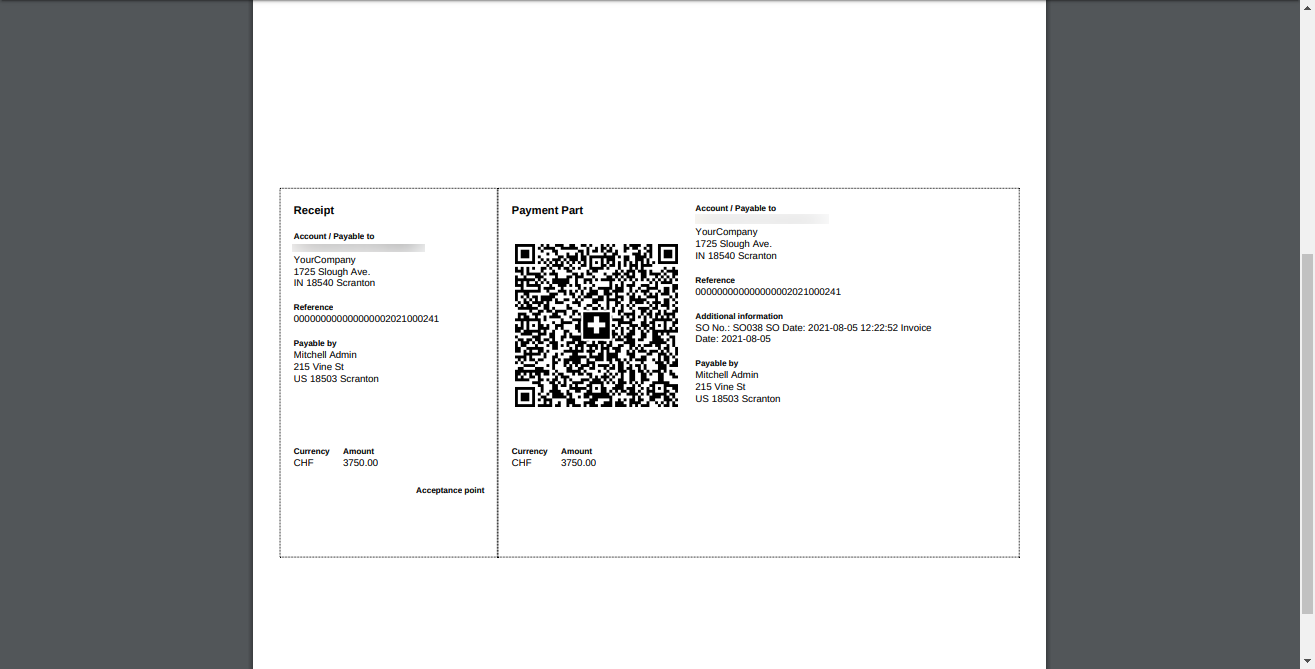 Receipt
Account / Payable to
YourCompany
1725 Slough Ave.
IN 18540 Scranton
Reference
000000000000000002021000241
Payable by
Mitchell Admin
215 Vine St
US 18503 Scranton
Currency Amount
CHF 3750.00
Acceptance point
Payment Part
Currency Amount
CHF 3750.00
Account / Payable to
YourCompany
1725 Slough Ave.
IN 18540 Scranton
Reference
000000000000000002021000241
Additional information
SO No.: SO038 SO Date: 2021-08-05 12:22:52 Invoice
Date: 2021-08-05
Payable by
Mitchell Admin
215 Vine St
US 18503 Scranton